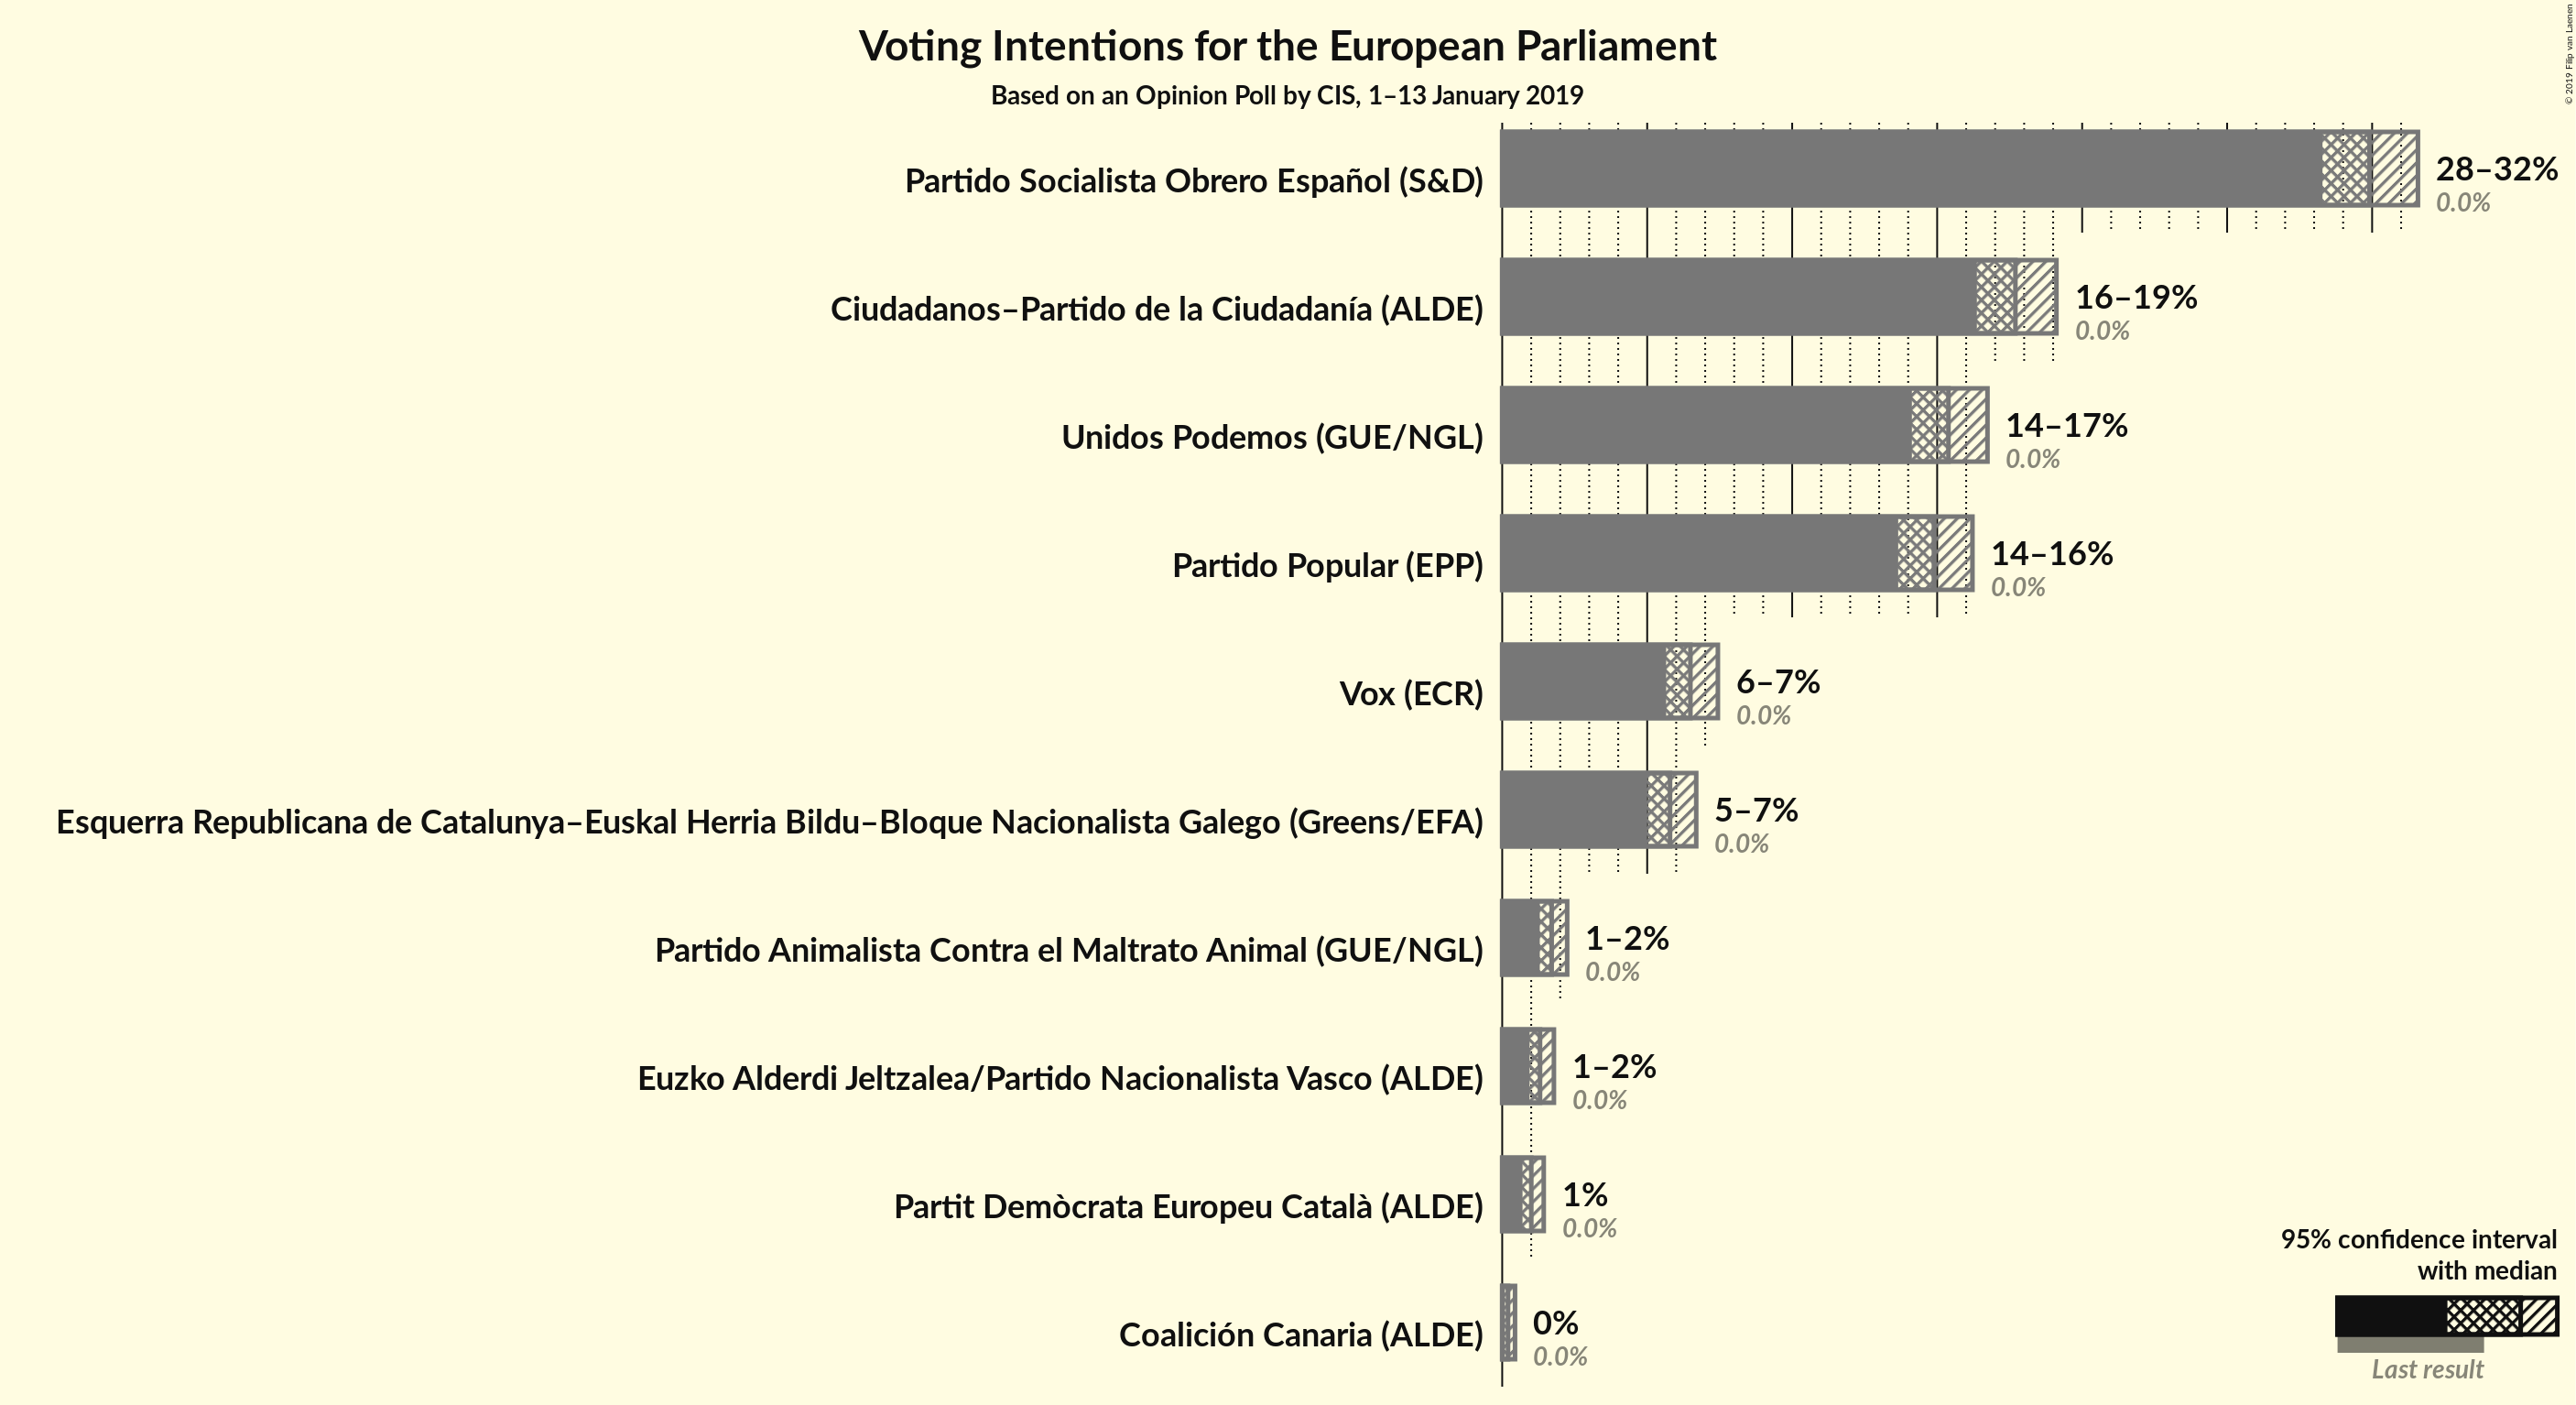 Voting Intentions for the European Parliament
Based on an Opinion Poll by CIS, 1–13 January 2019
© 2019 Filip van Laenen
Partido Socialista Obrero Español (S&D)
28–32%
0.0%
Ciudadanos–Partido de la Ciudadanía (ALDE)
16–19%
0.0%
Unidos Podemos (GUE/NGL)
14–17%
0.0%
Partido Popular (EPP)
14–16%
0.0%
Vox (ECR)
6–7%
0.0%
Esquerra Republicana de Catalunya–Euskal Herria Bildu–Bloque Nacionalista Galego (Greens/EFA)
5–7%
0.0%
Partido Animalista Contra el Maltrato Animal (GUE/NGL)
1–2%
0.0%
Euzko Alderdi Jeltzalea/Partido Nacionalista Vasco (ALDE)
1–2%
0.0%
Partit Demòcrata Europeu Català (ALDE)
1%
0.0%
Coalición Canaria (ALDE)
0%
0.0%
95% confidence interval
with median
Last result